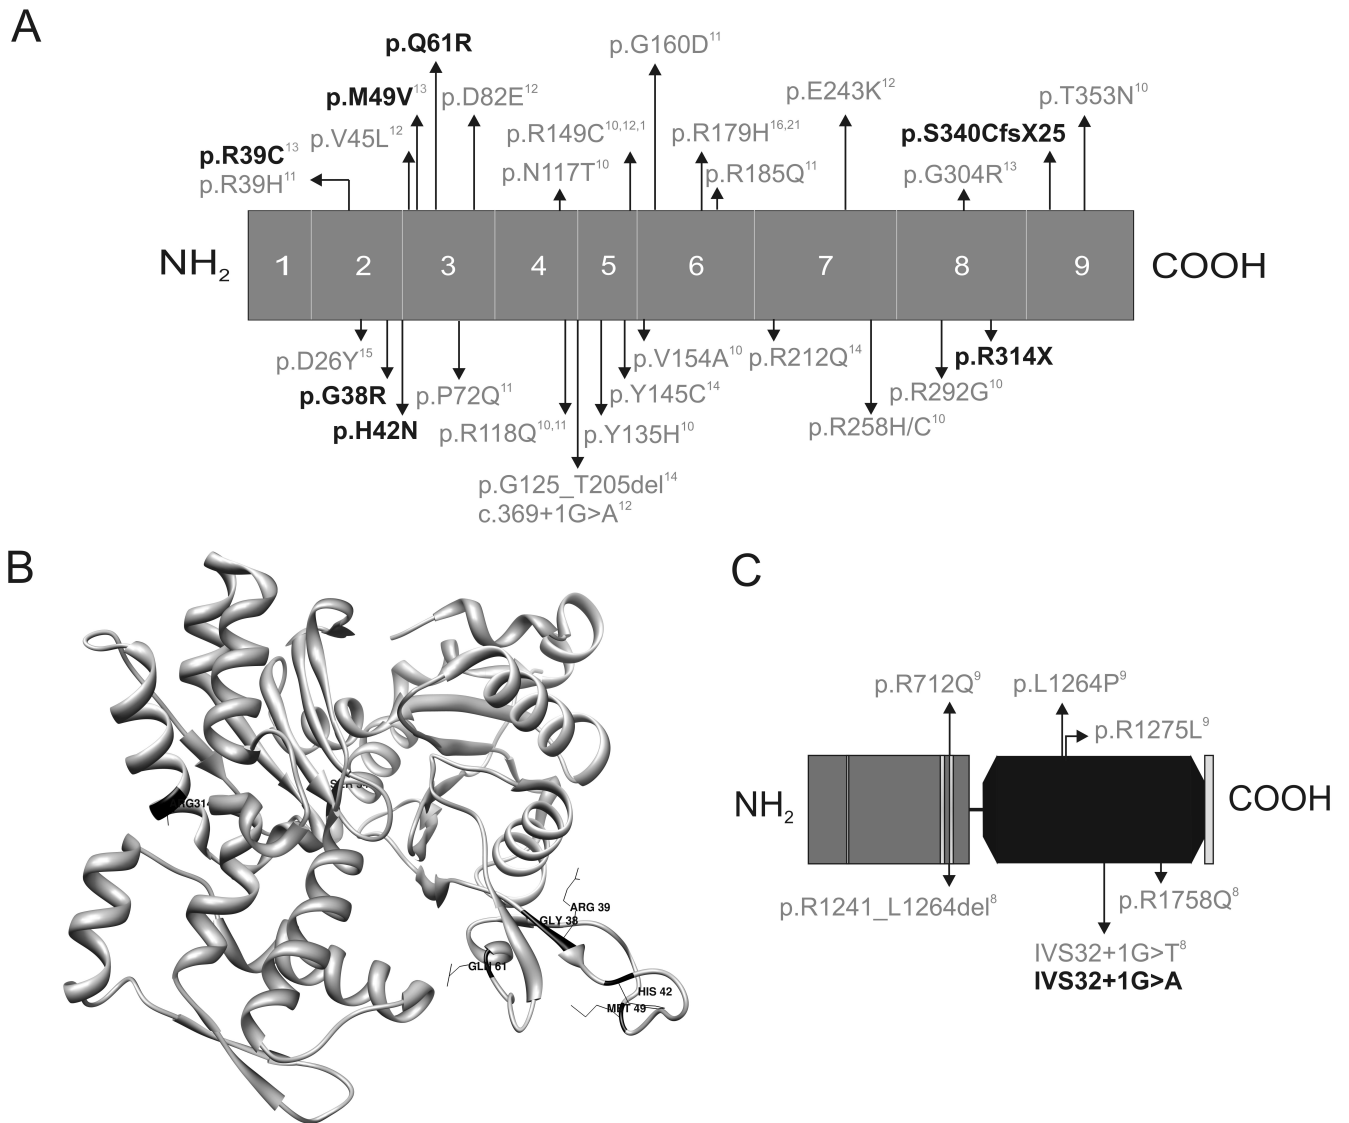 A
p.Q61R
p.G160D11
p.M49V13
p.D82E12
p.E243K12
p.T353N10
p.V45L12
p.R149C10,12,1
p.R179H16,21
p.S340CfsX25
p.R39C13
p.R39H11
p.N117T10
p.R185Q11
p.G304R13
NH2 1 2 3 4 5 6 7 8 9 COOH
p.D26Y15
p.V154A10
p.R212Q14
p.R314X
p.G38R
p.P72Q11
p.Y145C14
p.R292G10
p.H42N
p.R118Q10,11
p.Y135H10
p.R258H/C10
p.G125_T205del14
c.369+1G>A12
B
ARG314
ARG 39
GLY 38
GLN 61
HIS 42
MET 49
C
p.R712Q9
p.L1264P9
p.R1275L9
NH2
COOH
p.R1241_L1264del8
p.R1758Q8
IVS32+1G>T8
IVS32+1G>A